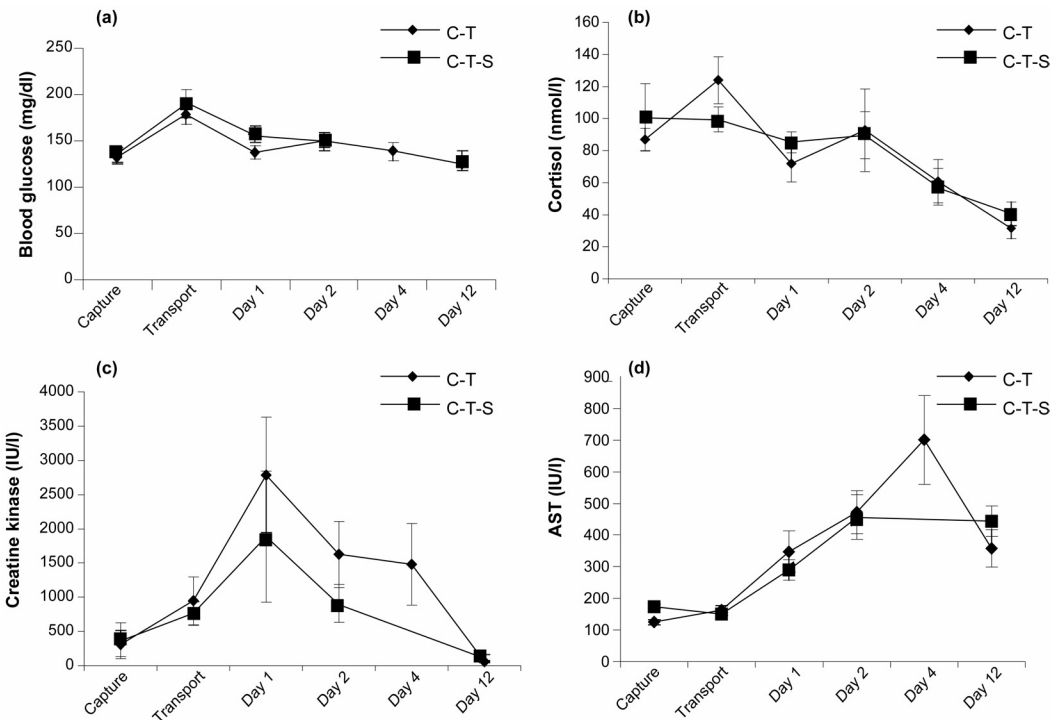 (a)
C-T
C-T-S
Blood glucose (mg/dl)
250
200
150
100
50
0
Capture
Transport
Day 1
Day 2
Day 4
Day 12
(b)
C-T
C-T-S
Cortisol (nmol/l)
160
140
120
100
80
60
40
20
0
Capture
Transport
Day 1
Day 2
Day 4
Day 12
(c)
C-T
C-T-S
Creatine kinase (IU/l)
4000
3500
3000
2500
2000
1500
1000
500
0
Capture
Transport
Day 1
Day 2
Day 4
Day 12
(d)
C-T
C-T-S
AST (IU/l)
900
800
700
600
500
400
300
200
100
0
Capture
Transport
Day 1
Day 2
Day 4
Day 12